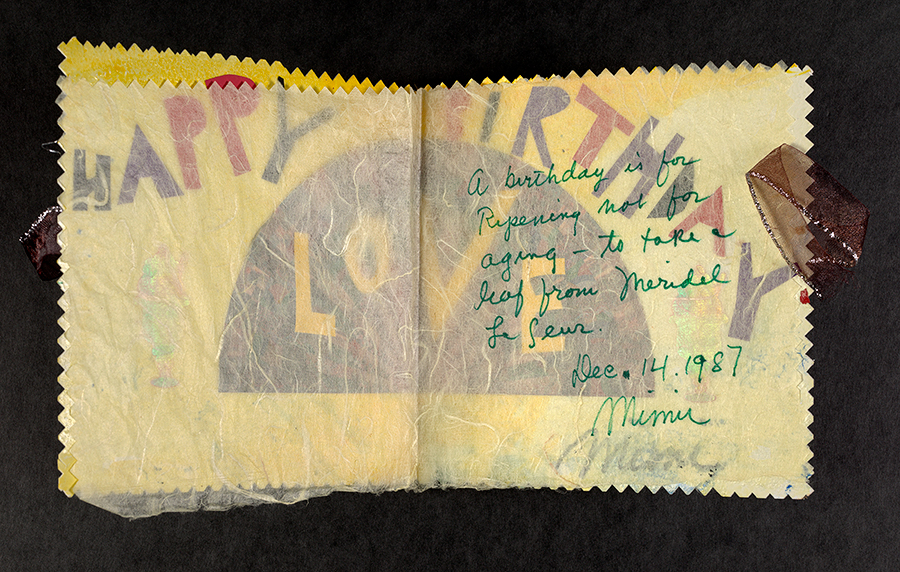 HAPPY BIRTHDAY
LOVE
A birthday is for
Ripening not for
aging – to take a
leaf from Meridel
Le Seur.
Dec. 14. 1987
Mimi